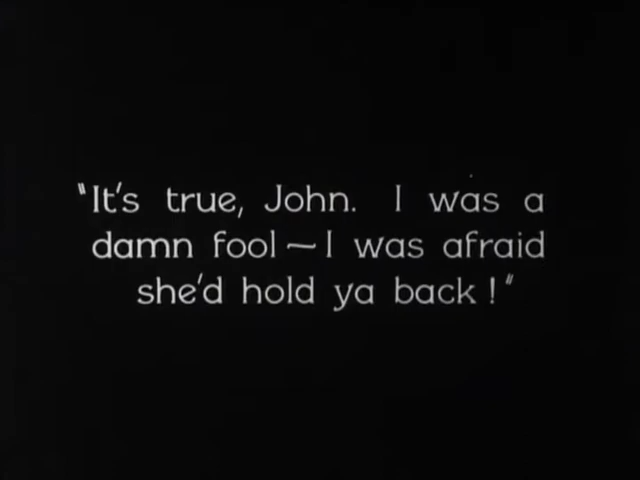 "It's true, John. I was a
damn fool — I was afraid
she'd hold ya back!"